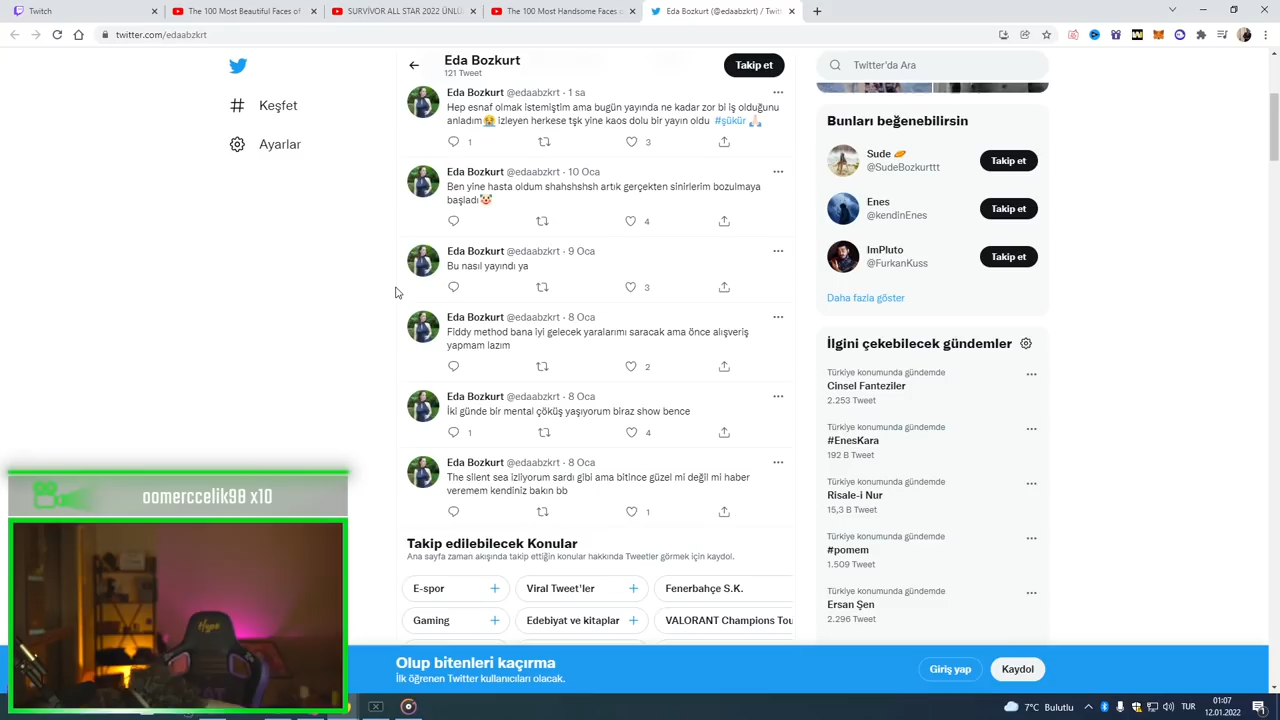 Twitch
The 100 Most Beautiful Faces of
SURVİVOR ALL STAR 2022 ÜNLÜ
The 100 Most Handsome Faces o
Eda Bozkurt (@edaabzkrt) / Twitt
twitter.com/edaabzkrt
Keşfet
Ayarlar
Eda Bozkurt
121 Tweet
Takip et
Eda Bozkurt @edaabzkrt · 1 sa
Hep esnaf olmak istemiştim ama bugün yayında ne kadar zor bi iş olduğunu
anladım😭 izleyen herkese tşk yine kaos dolu bir yayın oldu #şükür 🙏🏻
1 3
Eda Bozkurt @edaabzkrt · 10 Oca
Ben yine hasta oldum shahshshsh artık gerçekten sinirlerim bozulmaya
başladı🤡
4
Eda Bozkurt @edaabzkrt · 9 Oca
Bu nasıl yayındı ya
3
Eda Bozkurt @edaabzkrt · 8 Oca
Fiddy method bana iyi gelecek yaralarımı saracak ama önce alışveriş
yapmam lazım
2
Eda Bozkurt @edaabzkrt · 8 Oca
İki günde bir mental çöküş yaşıyorum biraz show bence
1 4
Eda Bozkurt @edaabzkrt · 8 Oca
The silent sea izliyorum sardı gibi ama bitince güzel mi değil mi haber
veremem kendiniz bakın bb
1
Takip edilebilecek Konular
Ana sayfa zaman akışında takip ettiğin konular hakkında Tweetler görmek için kaydol.
E-spor
Viral Tweet'ler
Fenerbahçe S.K.
Gaming
Edebiyat ve kitaplar
VALORANT Champions Tou
Twitter'da Ara
Bunları beğenebilirsin
Sude 🥖
@SudeBozkurttt
Takip et
Enes
@kendinEnes
Takip et
ImPluto
@FurkanKuss
Takip et
Daha fazla göster
İlgini çekebilecek gündemler
Türkiye konumunda gündemde
Cinsel Fanteziler
2.253 Tweet
Türkiye konumunda gündemde
#EnesKara
192 B Tweet
Türkiye konumunda gündemde
Risale-i Nur
15,3 B Tweet
Türkiye konumunda gündemde
#pomem
1.509 Tweet
Türkiye konumunda gündemde
Ersan Şen
2.296 Tweet
oomerccelik98 x10
Hype
Olup bitenleri kaçırma
İlk öğrenen Twitter kullanıcıları olacak.
Giriş yap
Kaydol
7°C Bulutlu
TUR
01:07
12.01.2022